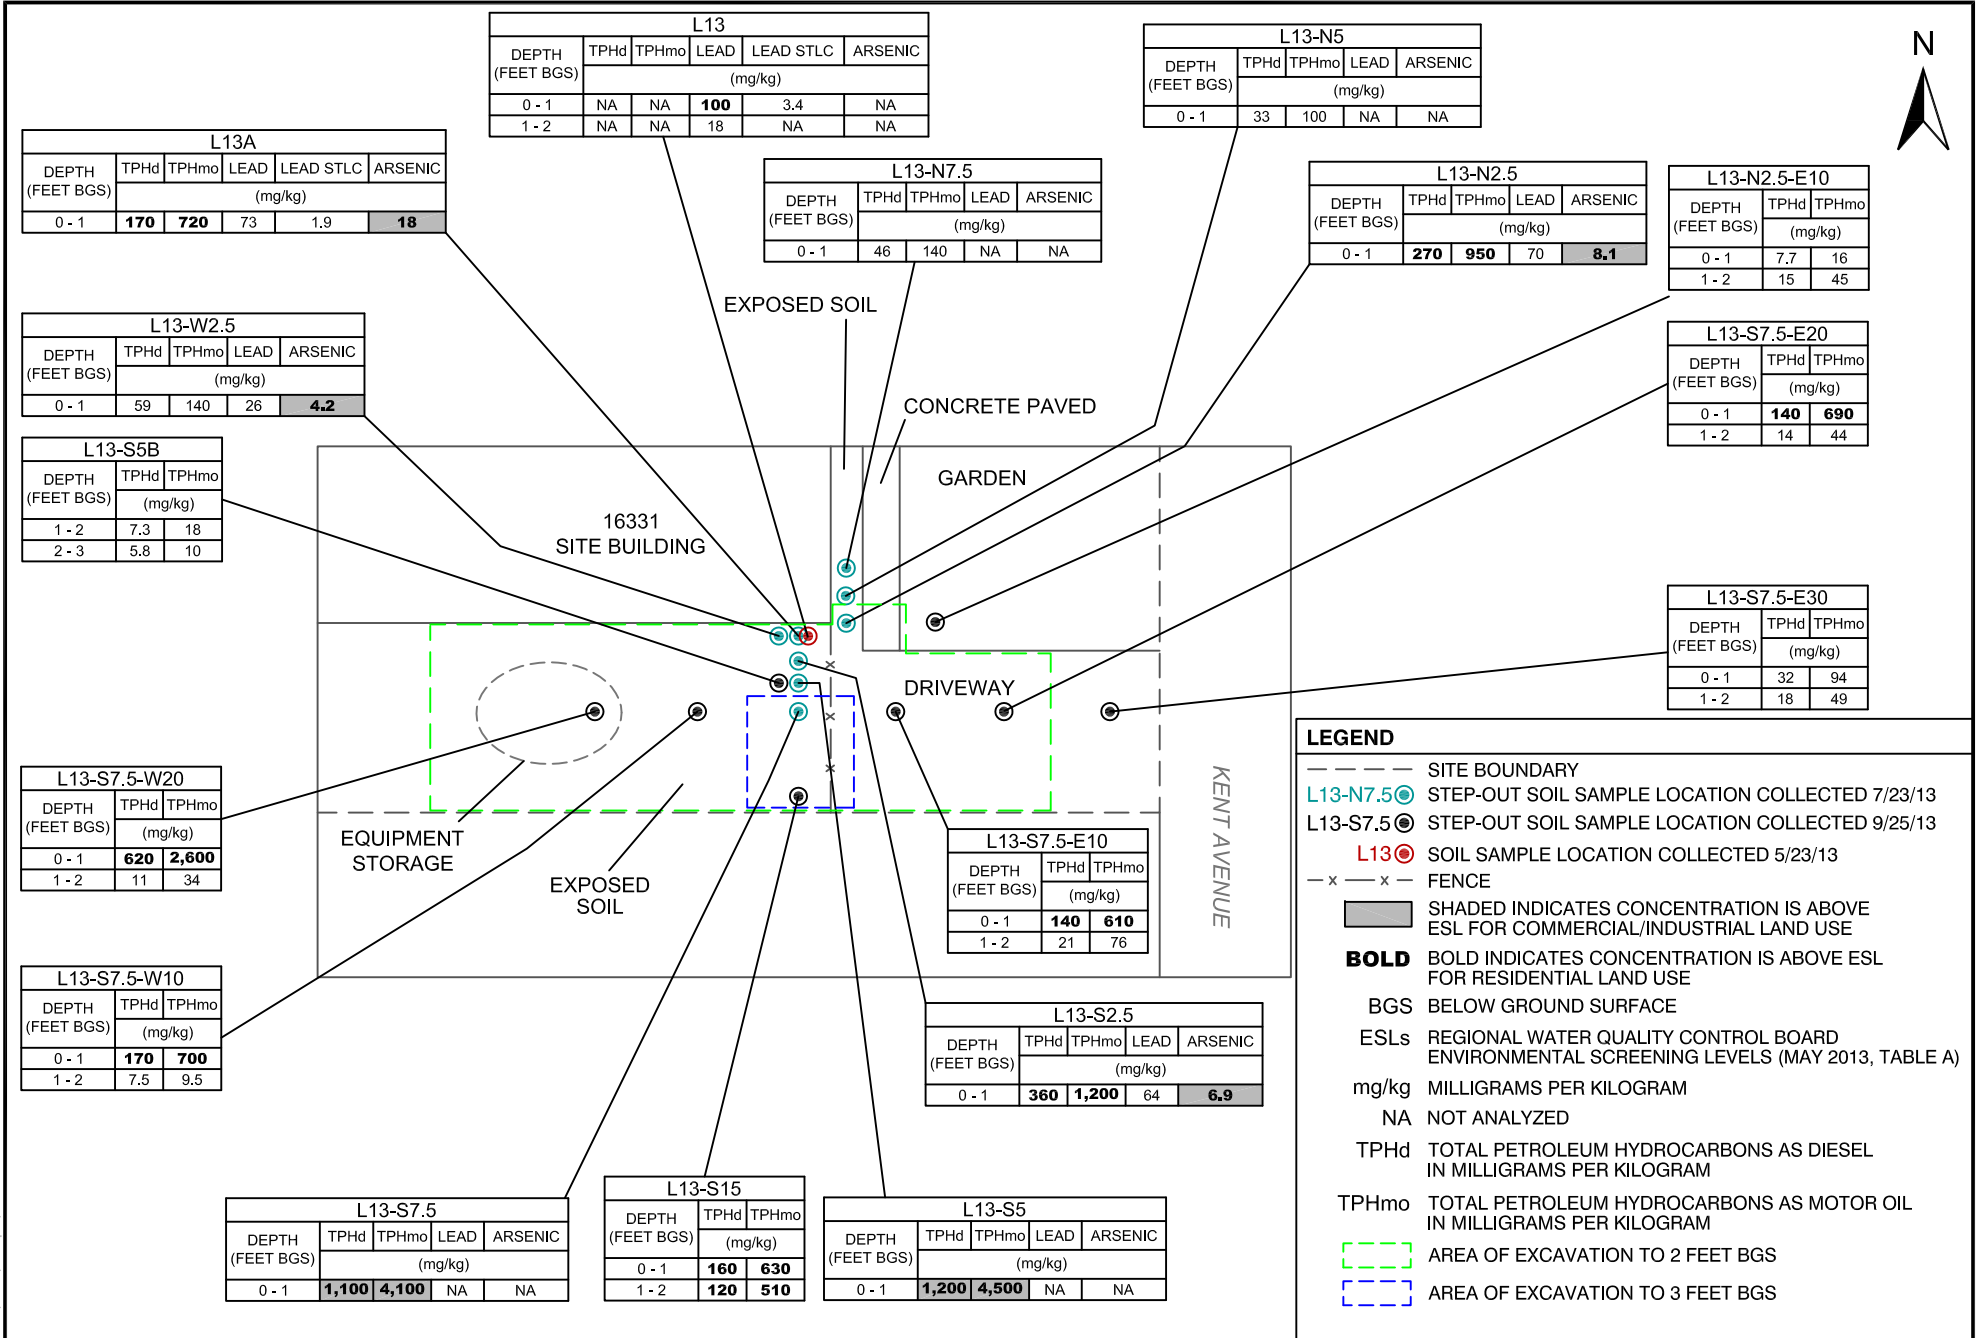 L13
DEPTH (FEET BGS) TPHd TPHmo LEAD LEAD STLC ARSENIC
(mg/kg)
0 - 1 NA NA 100 3.4 NA
1 - 2 NA NA 18 NA NA
L13-N5
DEPTH (FEET BGS) TPHd TPHmo LEAD ARSENIC
(mg/kg)
0 - 1 33 100 NA NA
N
L13A
DEPTH (FEET BGS) TPHd TPHmo LEAD LEAD STLC ARSENIC
(mg/kg)
0 - 1 170 720 73 1.9 18
L13-N7.5
DEPTH (FEET BGS) TPHd TPHmo LEAD ARSENIC
(mg/kg)
0 - 1 46 140 NA NA
L13-N2.5
DEPTH (FEET BGS) TPHd TPHmo LEAD ARSENIC
(mg/kg)
0 - 1 270 950 70 8.1
L13-N2.5-E10
DEPTH (FEET BGS) TPHd TPHmo
(mg/kg)
0 - 1 7.7 16
1 - 2 15 45
L13-W2.5
DEPTH (FEET BGS) TPHd TPHmo LEAD ARSENIC
(mg/kg)
0 - 1 59 140 26 4.2
EXPOSED SOIL
CONCRETE PAVED
L13-S7.5-E20
DEPTH (FEET BGS) TPHd TPHmo
(mg/kg)
0 - 1 140 690
1 - 2 14 44
L13-S5B
DEPTH (FEET BGS) TPHd TPHmo
(mg/kg)
1 - 2 7.3 18
2 - 3 5.8 10
16331
SITE BUILDING
GARDEN
DRIVEWAY
L13-S7.5-E30
DEPTH (FEET BGS) TPHd TPHmo
(mg/kg)
0 - 1 32 94
1 - 2 18 49
L13-S7.5-W20
DEPTH (FEET BGS) TPHd TPHmo
(mg/kg)
0 - 1 620 2,600
1 - 2 11 34
EQUIPMENT
STORAGE
EXPOSED
SOIL
KENT AVENUE
L13-S7.5-E10
DEPTH (FEET BGS) TPHd TPHmo
(mg/kg)
0 - 1 140 610
1 - 2 21 76
L13-S7.5-W10
DEPTH (FEET BGS) TPHd TPHmo
(mg/kg)
0 - 1 170 700
1 - 2 7.5 9.5
L13-S2.5
DEPTH (FEET BGS) TPHd TPHmo LEAD ARSENIC
(mg/kg)
0 - 1 360 1,200 64 6.9
L13-S7.5
DEPTH (FEET BGS) TPHd TPHmo LEAD ARSENIC
(mg/kg)
0 - 1 1,100 4,100 NA NA
L13-S15
DEPTH (FEET BGS) TPHd TPHmo
(mg/kg)
0 - 1 160 630
1 - 2 120 510
L13-S5
DEPTH (FEET BGS) TPHd TPHmo LEAD ARSENIC
(mg/kg)
0 - 1 1,200 4,500 NA NA
LEGEND
SITE BOUNDARY
L13-N7.5 STEP-OUT SOIL SAMPLE LOCATION COLLECTED 7/23/13
L13-S7.5 STEP-OUT SOIL SAMPLE LOCATION COLLECTED 9/25/13
L13 SOIL SAMPLE LOCATION COLLECTED 5/23/13
x x FENCE
SHADED INDICATES CONCENTRATION IS ABOVE
ESL FOR COMMERCIAL/INDUSTRIAL LAND USE
BOLD BOLD INDICATES CONCENTRATION IS ABOVE ESL
FOR RESIDENTIAL LAND USE
BGS BELOW GROUND SURFACE
ESLs REGIONAL WATER QUALITY CONTROL BOARD
ENVIRONMENTAL SCREENING LEVELS (MAY 2013, TABLE A)
mg/kg MILLIGRAMS PER KILOGRAM
NA NOT ANALYZED
TPHd TOTAL PETROLEUM HYDROCARBONS AS DIESEL
IN MILLIGRAMS PER KILOGRAM
TPHmo TOTAL PETROLEUM HYDROCARBONS AS MOTOR OIL
IN MILLIGRAMS PER KILOGRAM
AREA OF EXCAVATION TO 2 FEET BGS
AREA OF EXCAVATION TO 3 FEET BGS